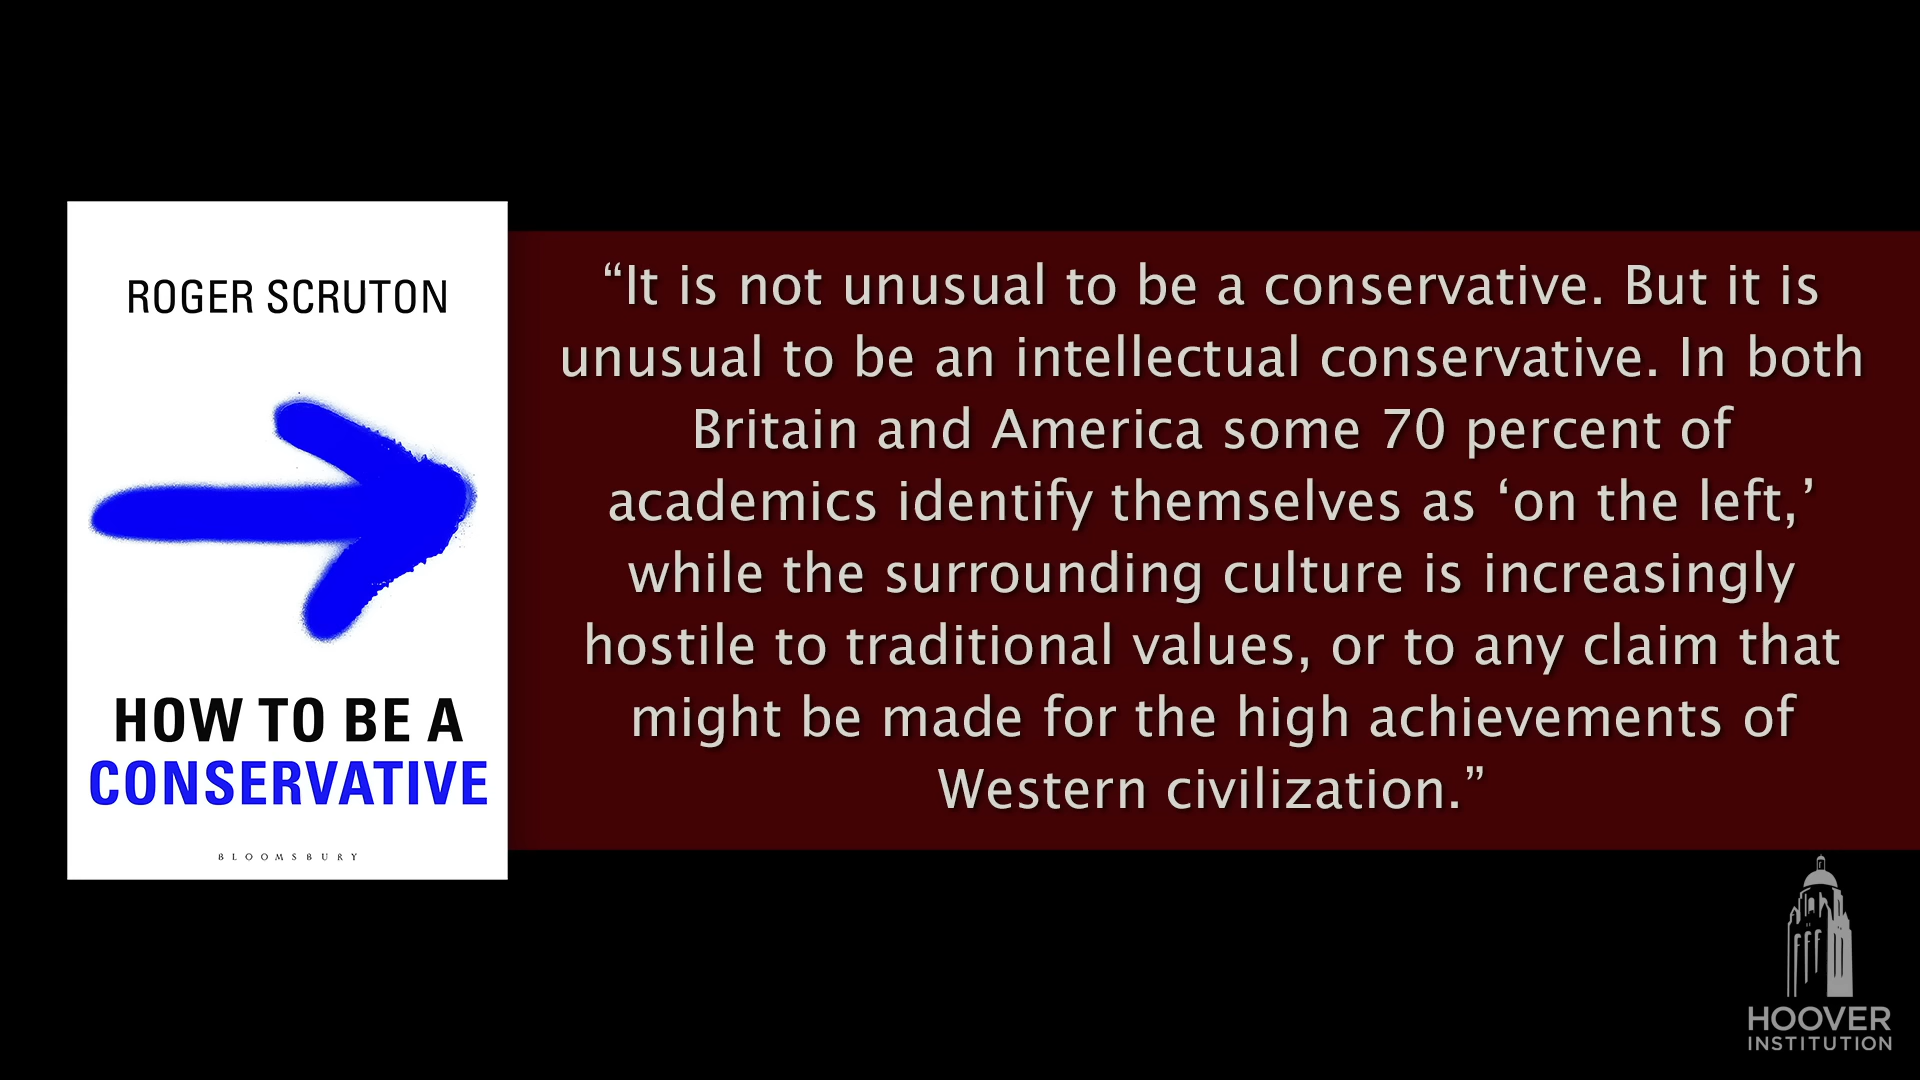 ROGER SCRUTON
HOW TO BE A
CONSERVATIVE
BLOOMSBURY
“It is not unusual to be a conservative. But it is
unusual to be an intellectual conservative. In both
Britain and America some 70 percent of
academics identify themselves as ‘on the left,’
while the surrounding culture is increasingly
hostile to traditional values, or to any claim that
might be made for the high achievements of
Western civilization.”
HOOVER
INSTITUTION